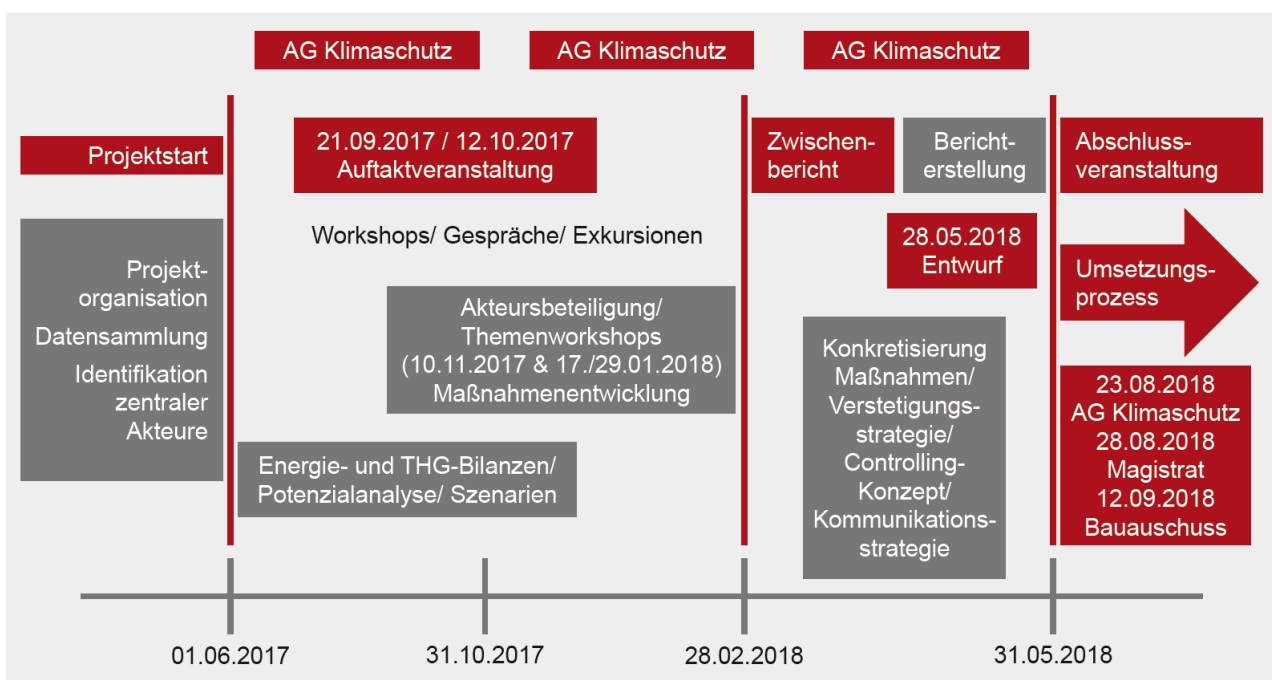 AG Klimaschutz
AG Klimaschutz
AG Klimaschutz
Projektstart
21.09.2017 / 12.10.2017
Auftaktveranstaltung
Zwischen-
bericht
Bericht-
erstellung
Abschluss-
veranstaltung
Projekt-
organisation
Datensammlung
Identifikation
zentraler
Akteure
Workshops/ Gespräche/ Exkursionen
28.05.2018
Entwurf
Umsetzungs-
prozess
Akteursbeteiligung/
Themenworkshops
(10.11.2017 & 17./29.01.2018)
Maßnahmenentwicklung
Energie- und THG-Bilanzen/
Potenzialanalyse/ Szenarien
Konkretisierung
Maßnahmen/
Verstetigungs-
strategie/
Controlling-
Konzept/
Kommunikations-
strategie
23.08.2018
AG Klimaschutz
28.08.2018
Magistrat
12.09.2018
Bauauschuss
01.06.2017
31.10.2017
28.02.2018
31.05.2018